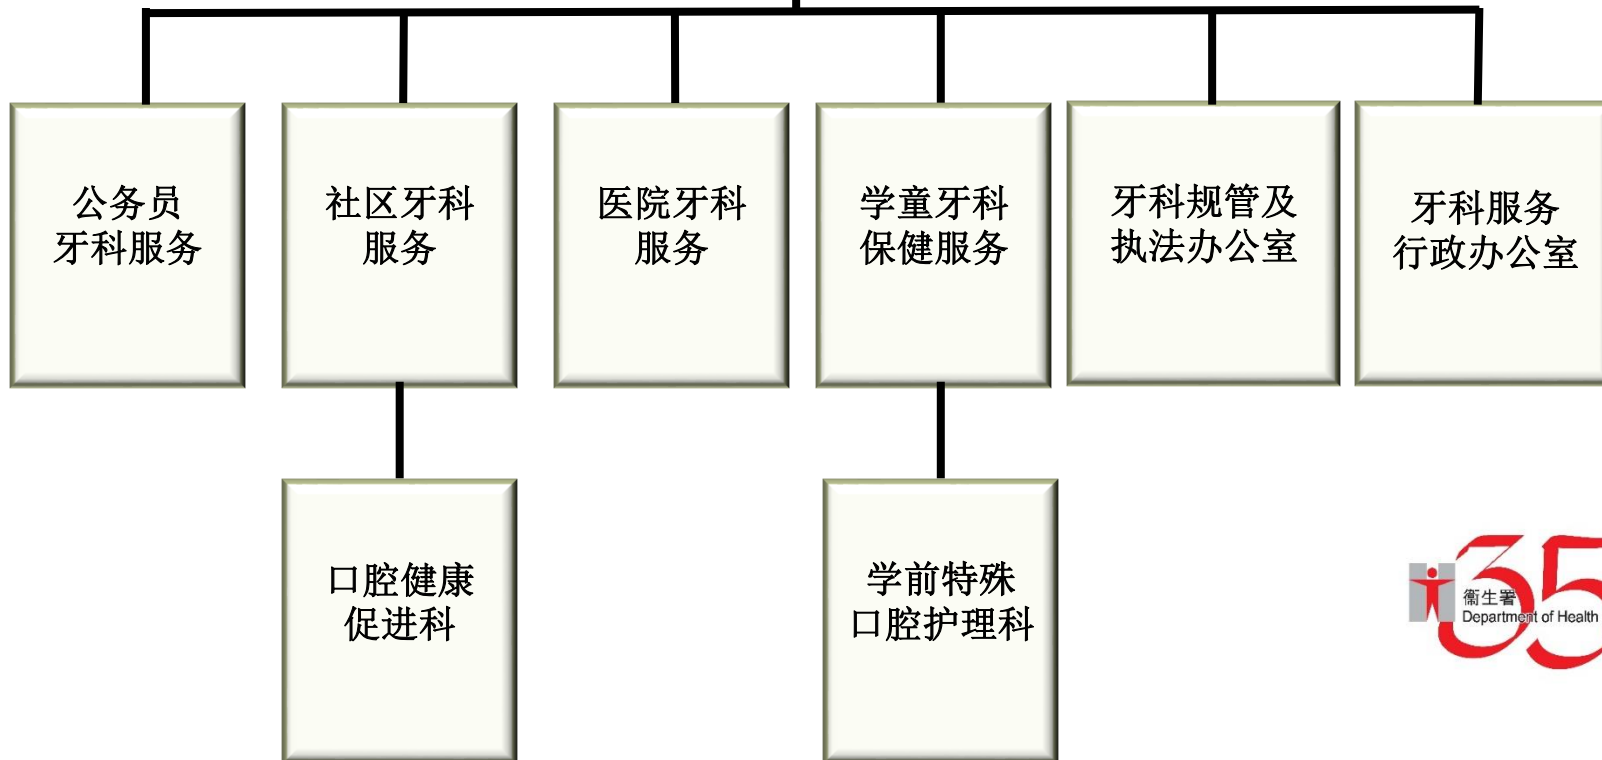 公务员
牙科服务
社区牙科
服务
医院牙科
服务
学童牙科
保健服务
牙科规管及
执法办公室
牙科服务
行政办公室
口腔健康
促进科
学前特殊
口腔护理科
35
衞生署
Department of Health